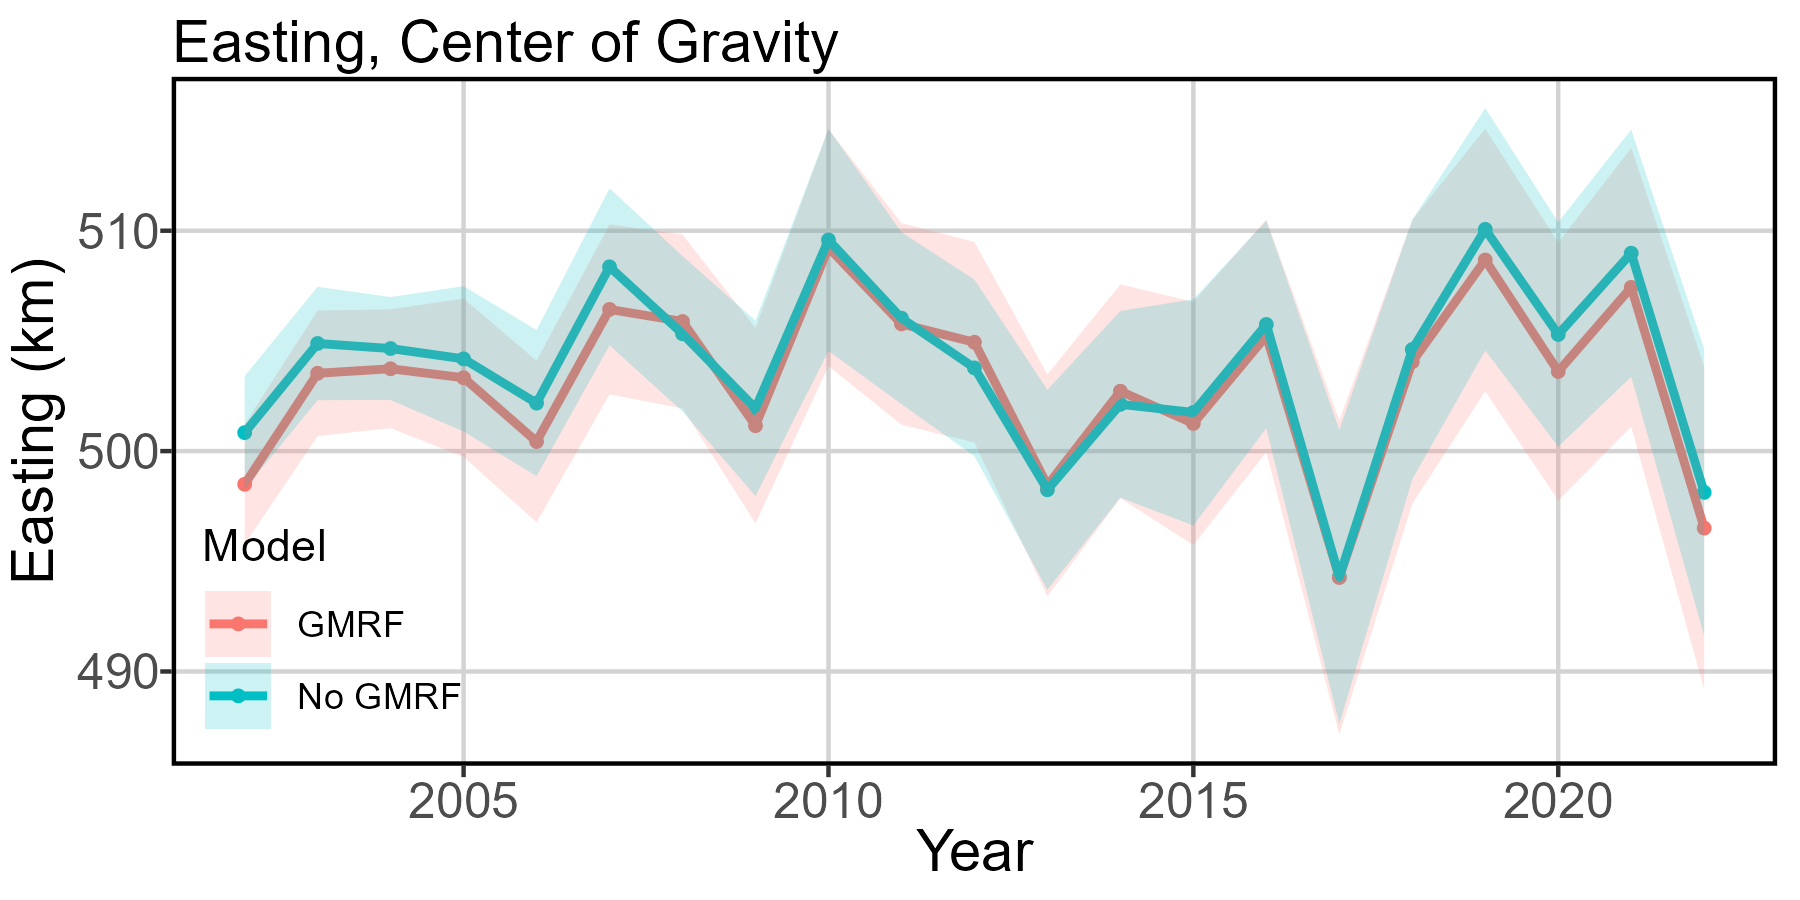 Easting, Center of Gravity
Easting (km)
510
500
490
Model
GMRF
No GMRF
2005 2010 2015 2020
Year